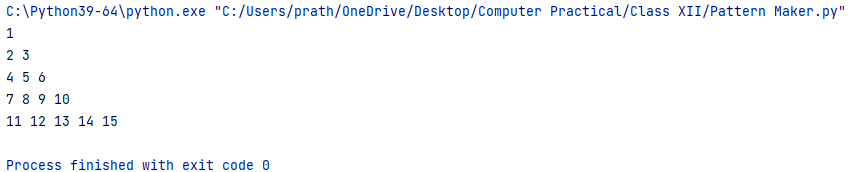 C:\Python39-64\python.exe "C:/Users/prath/OneDrive/Desktop/Computer Practical/Class XII/Pattern Maker.py"
1
2 3
4 5 6
7 8 9 10
11 12 13 14 15
Process finished with exit code 0